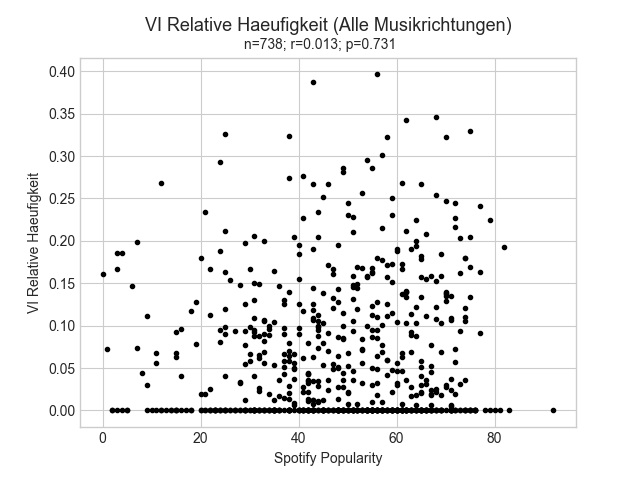 VI Relative Haeufigkeit (Alle Musikrichtungen)
n=738; r=0.013; p=0.731
0.40
0.35
0.30
0.25
0.20
0.15
0.10
0.05
0.00
VI Relative Haeufigkeit
0 20 40 60 80
Spotify Popularity